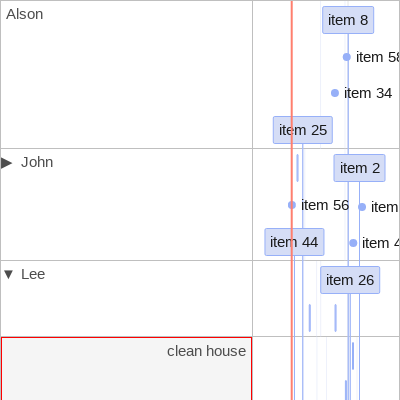 Alson
item 8
item 58
item 34
item 25
John
item 2
item 56
item
item 44
item 4
Lee
item 26
clean house